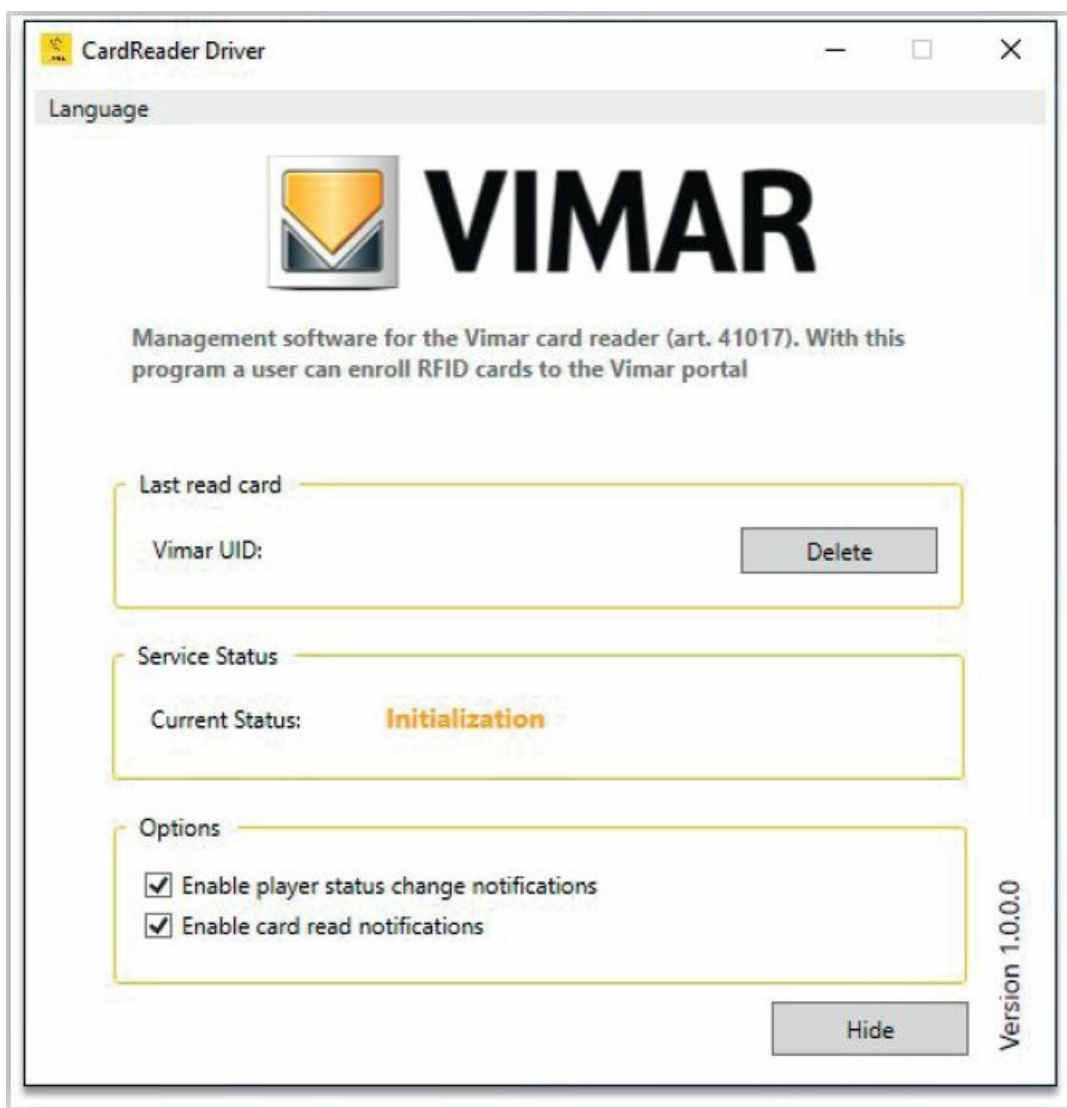 CardReader Driver
Language
VIMAR
Management software for the Vimar card reader (art. 41017). With this
program a user can enroll RFID cards to the Vimar portal
Last read card
Vimar UID:
Delete
Service Status
Current Status: Initialization
Options
Enable player status change notifications
Enable card read notifications
Version 1.0.0.0
Hide